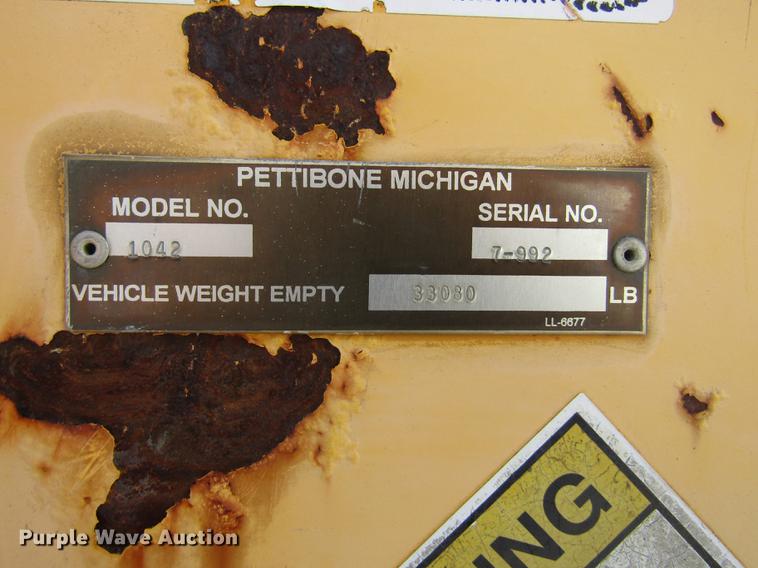 PETTIBONE MICHIGAN
MODEL NO. SERIAL NO.
1042 7-992
VEHICLE WEIGHT EMPTY 33080 LB
LL-6677
Purple Wave Auction